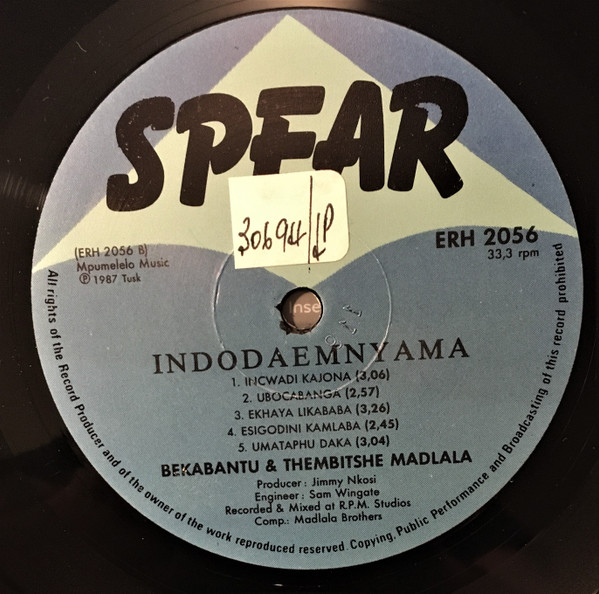 SPEAR
30694/LP
(ERH 2056 B)
Mpumelelo Music
℗ 1987 Tusk
ERH 2056
33,3 rpm
nse
INDODAEMNYAMA
1. INCWADI KAJONA (3,06)
2. UBOCABANGA (2,57)
3. EKHAYA LIKABABA (3,26)
4. ESIGODINI KAMLABA (2,45)
5. UMATAPHU DAKA (3,04)
BEKABANTU & THEMBITSHE MADLALA
Producer: Jimmy Nkosi
Engineer: Sam Wingate
Recorded & Mixed at R.P.M. Studios
Comp.: Madlala Brothers
All rights of the Record Producer and of the owner of the work reproduced reserved. Copying, Public Performance and Broadcasting of this record prohibited